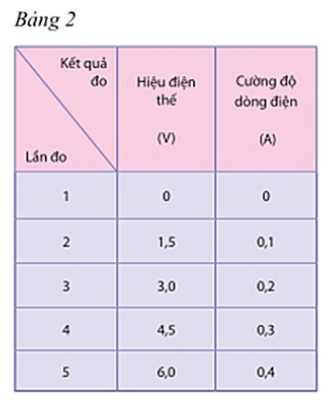 Bảng 2
Kết quả
đo
Lần đo
Hiệu điện
thế
(V)
Cường độ
dòng điện
(A)
1 0 0
2 1,5 0,1
3 3,0 0,2
4 4,5 0,3
5 6,0 0,4